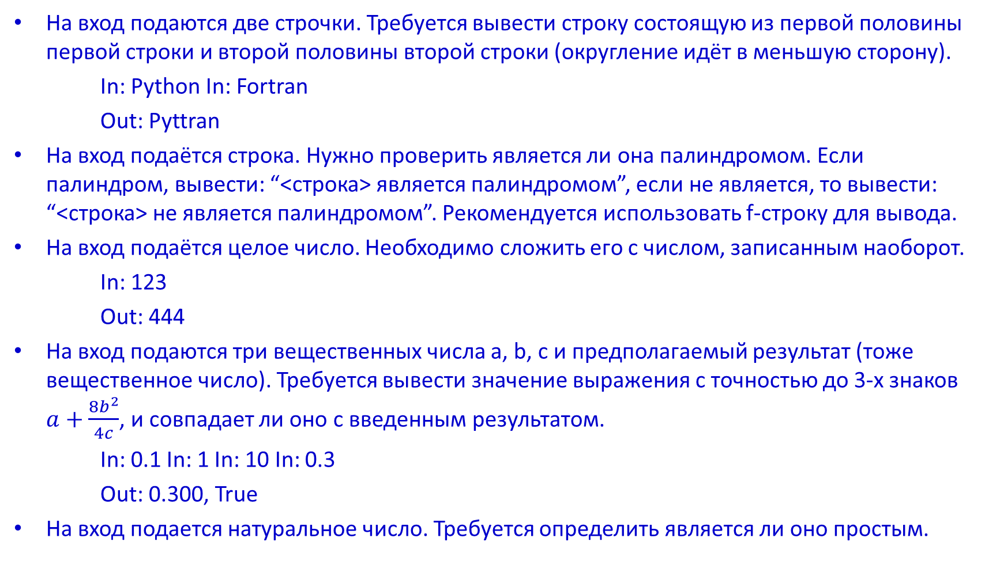 • На вход подаются две строчки. Требуется вывести строку состоящую из первой половины
первой строки и второй половины второй строки (округление идёт в меньшую сторону).
In: Python In: Fortran
Out: Pyttran
• На вход подаётся строка. Нужно проверить является ли она палиндромом. Если
палиндром, вывести: “<строка> является палиндромом”, если не является, то вывести:
“<строка> не является палиндромом”. Рекомендуется использовать f-строку для вывода.
• На вход подаётся целое число. Необходимо сложить его с числом, записанным наоборот.
In: 123
Out: 444
• На вход подаются три вещественных числа a, b, c и предполагаемый результат (тоже
вещественное число). Требуется вывести значение выражения с точностью до 3-х знаков
$a + \frac{8b^2}{4c}$, и совпадает ли оно с введенным результатом.
In: 0.1 In: 1 In: 10 In: 0.3
Out: 0.300, True
• На вход подается натуральное число. Требуется определить является ли оно простым.